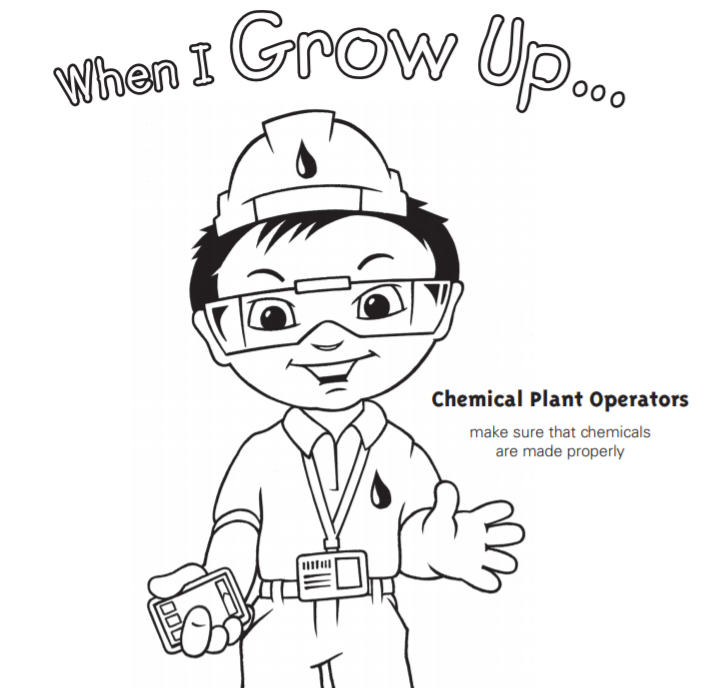 When I Grow Up...
Chemical Plant Operators
make sure that chemicals
are made properly